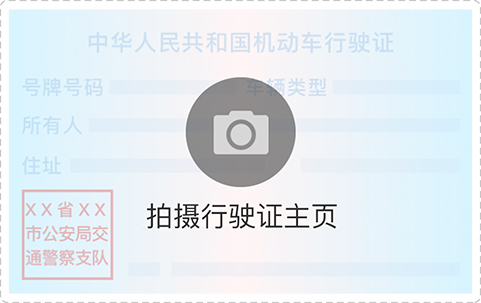 中华人民共和国机动车行驶证
号牌号码 车辆类型
所有人
住址
拍摄行驶证主页
XX省XX
市公安局交
通警察支队